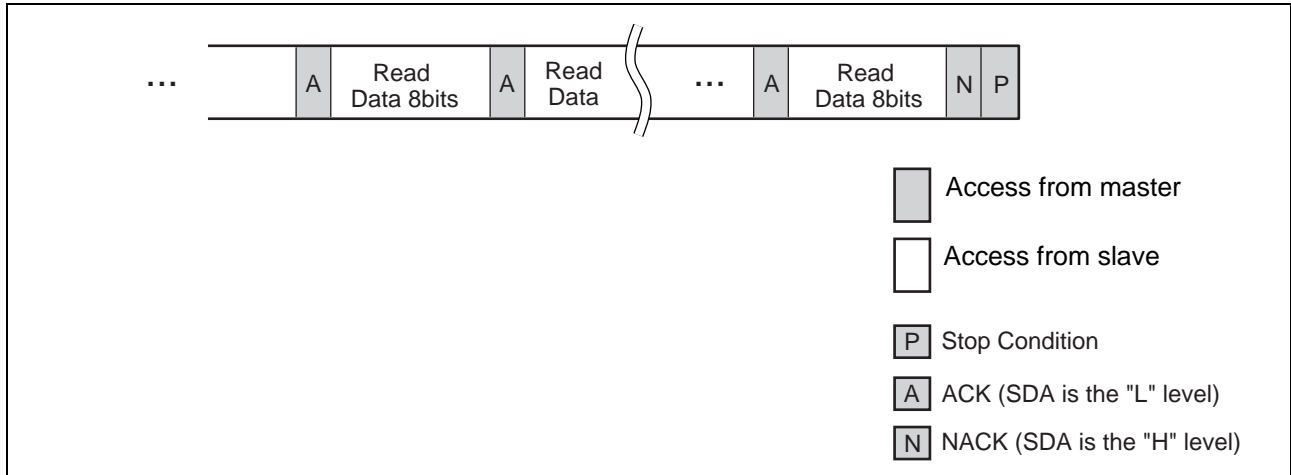 ... A Read Data 8bits A Read Data ... A Read Data 8bits N P
Access from master
Access from slave
P Stop Condition
A ACK (SDA is the "L" level)
N NACK (SDA is the "H" level)